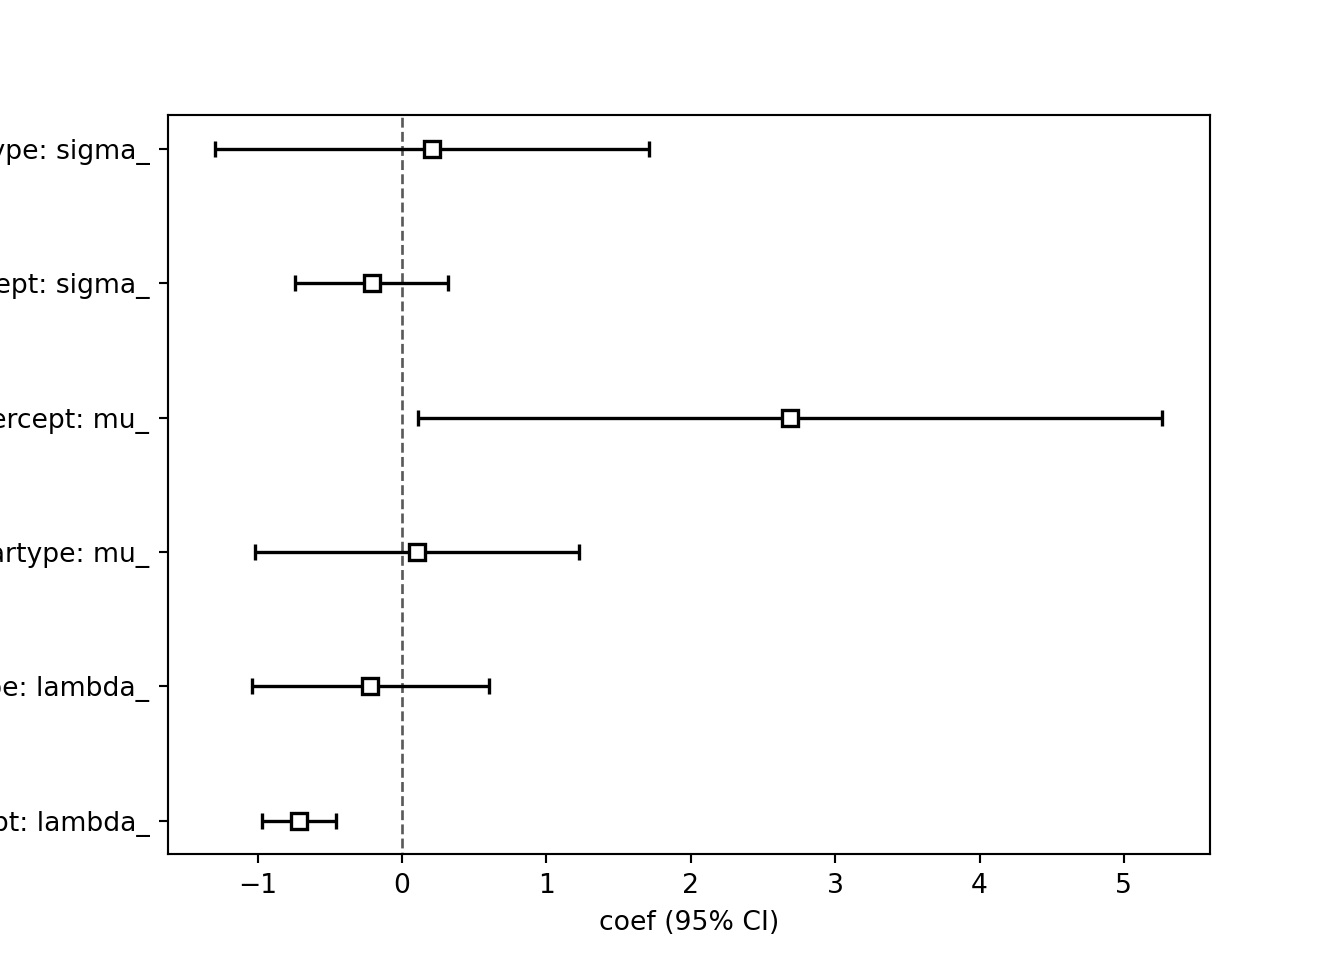 ype: sigma_
ept: sigma_
ercept: mu_
artype: mu_
pe: lambda_
pt: lambda_
−1 0 1 2 3 4 5
coef (95% CI)